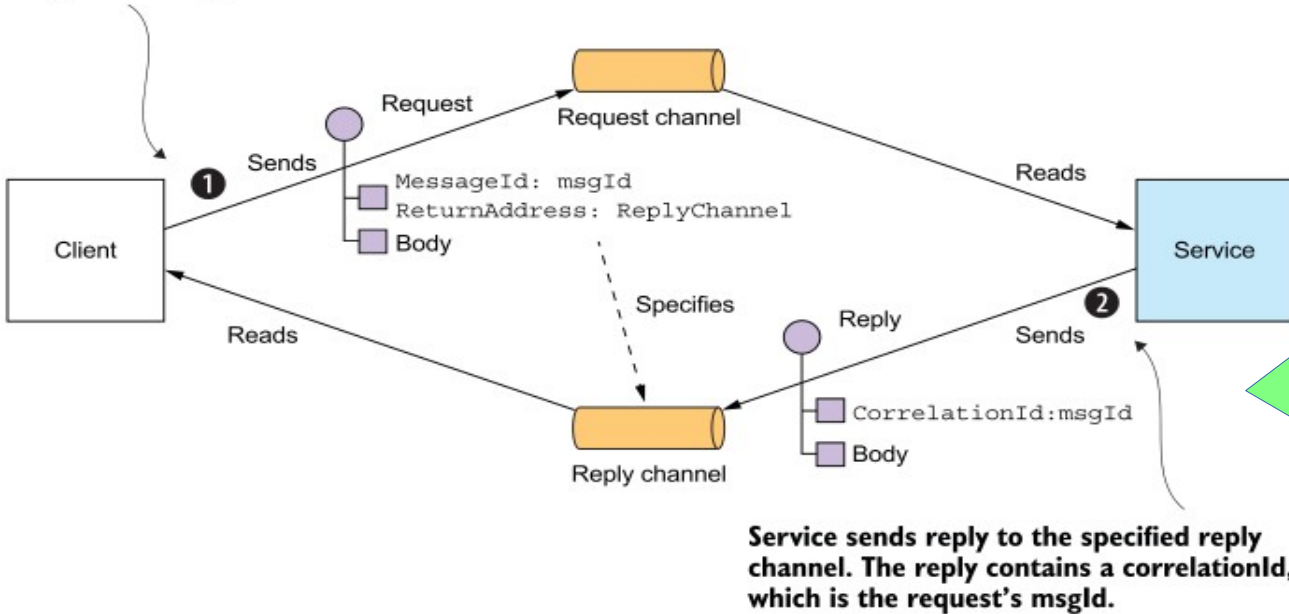 Request
Request channel
Sends
1
MessageId: msgId
ReturnAddress: ReplyChannel
Body
Reads
Client
Service
Specifies
2
Reads
Reply
Sends
CorrelationId:msgId
Body
Reply channel
Service sends reply to the specified reply
channel. The reply contains a correlationId,
which is the request's msgId.